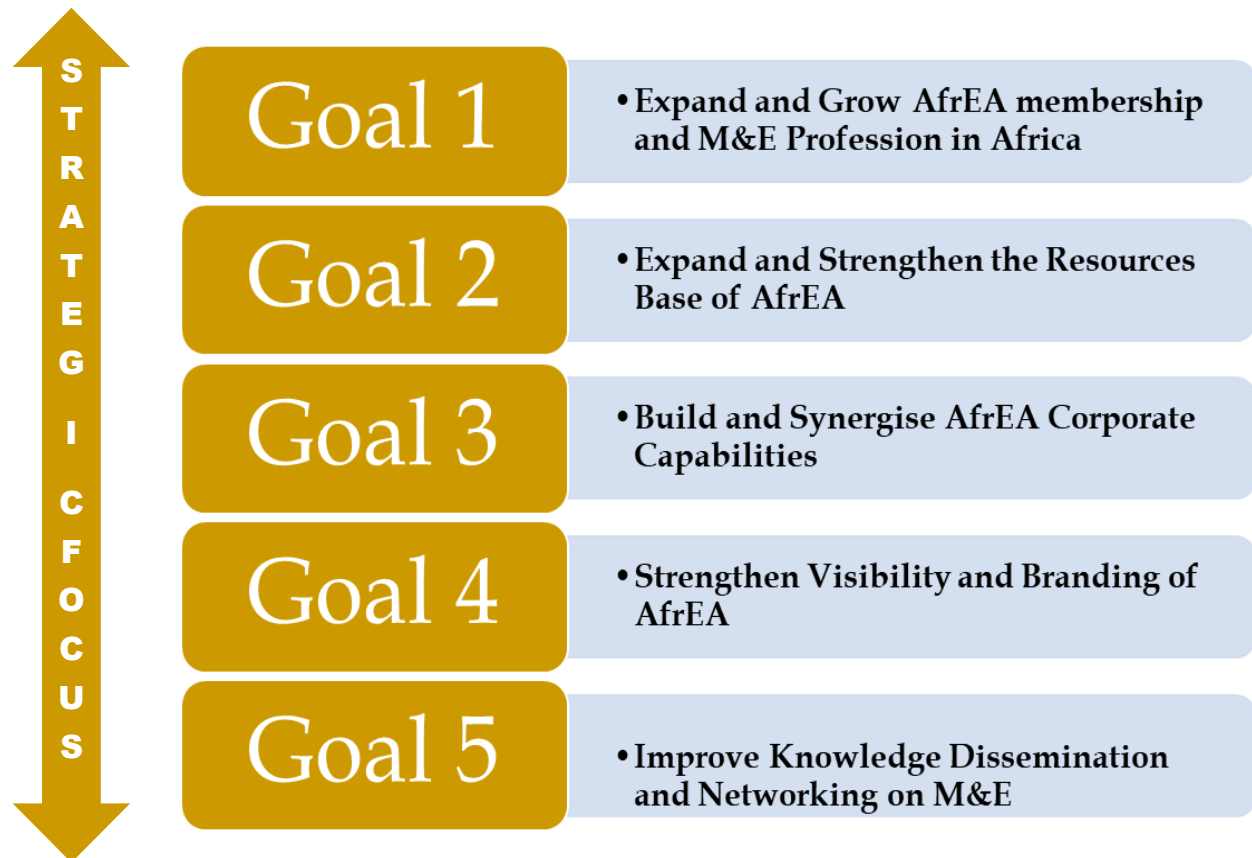 STRATEG I CFOCUS
Goal 1
•Expand and Grow AfrEA membership
and M&E Profession in Africa
Goal 2
•Expand and Strengthen the Resources
Base of AfrEA
Goal 3
•Build and Synergise AfrEA Corporate
Capabilities
Goal 4
•Strengthen Visibility and Branding of
AfrEA
Goal 5
•Improve Knowledge Dissemination
and Networking on M&E